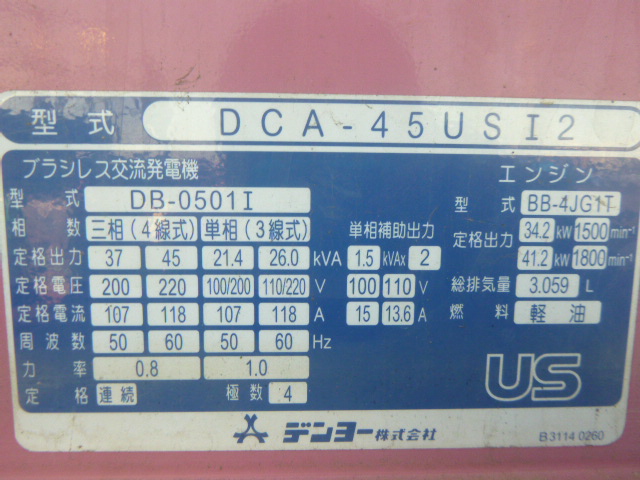 型式 DCA-45USI2
ブラシレス交流発電機 エンジン
型式 DB-0501I 型式 BB-4JG1T
相数 三相(4線式) 単相(3線式) 単相補助出力 定格出力 34.2 kW 1500 min⁻¹
定格出力 37 45 21.4 26.0 kVA 1.5 kVAx 2 41.2 kW 1800 min⁻¹
定格電圧 200 220 100/200 110/220 V 100 110 V 総排気量 3.059 L
定格電流 107 118 107 118 A 15 13.6 A 燃料 軽油
周波数 50 60 50 60 Hz
力率 0.8 1.0
定格 連続 極数 4
US
デンヨー株式会社
B3114 0260